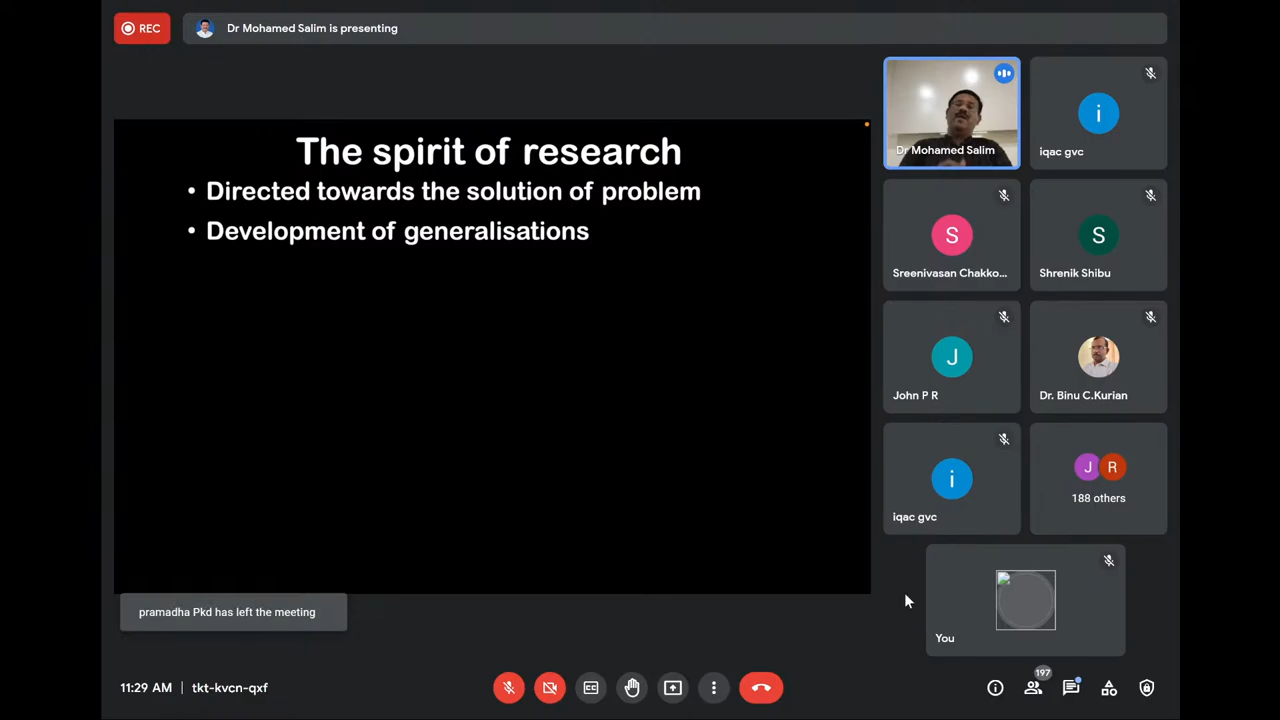 REC
Dr Mohamed Salim is presenting
The spirit of research
• Directed towards the solution of problem
• Development of generalisations
Dr Mohamed Salim
i
iqac gvc
S
Sreenivasan Chakko...
S
Shrenik Shibu
J
John P R
Dr. Binu C.Kurian
i
iqac gvc
J R
188 others
You
pramadha Pkd has left the meeting
11:29 AM | tkt-kvcn-qxf
CC
197